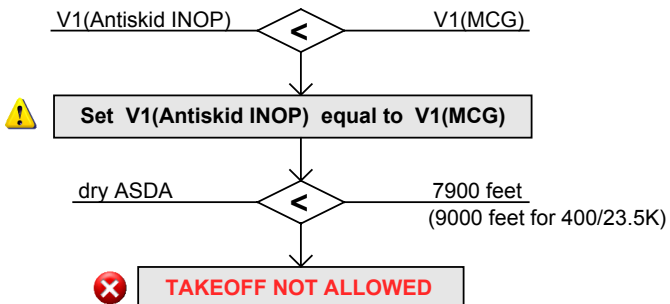 V1(Antiskid INOP) < V1(MCG)
Set V1(Antiskid INOP) equal to V1(MCG)
dry ASDA < 7900 feet
(9000 feet for 400/23.5K)
TAKEOFF NOT ALLOWED